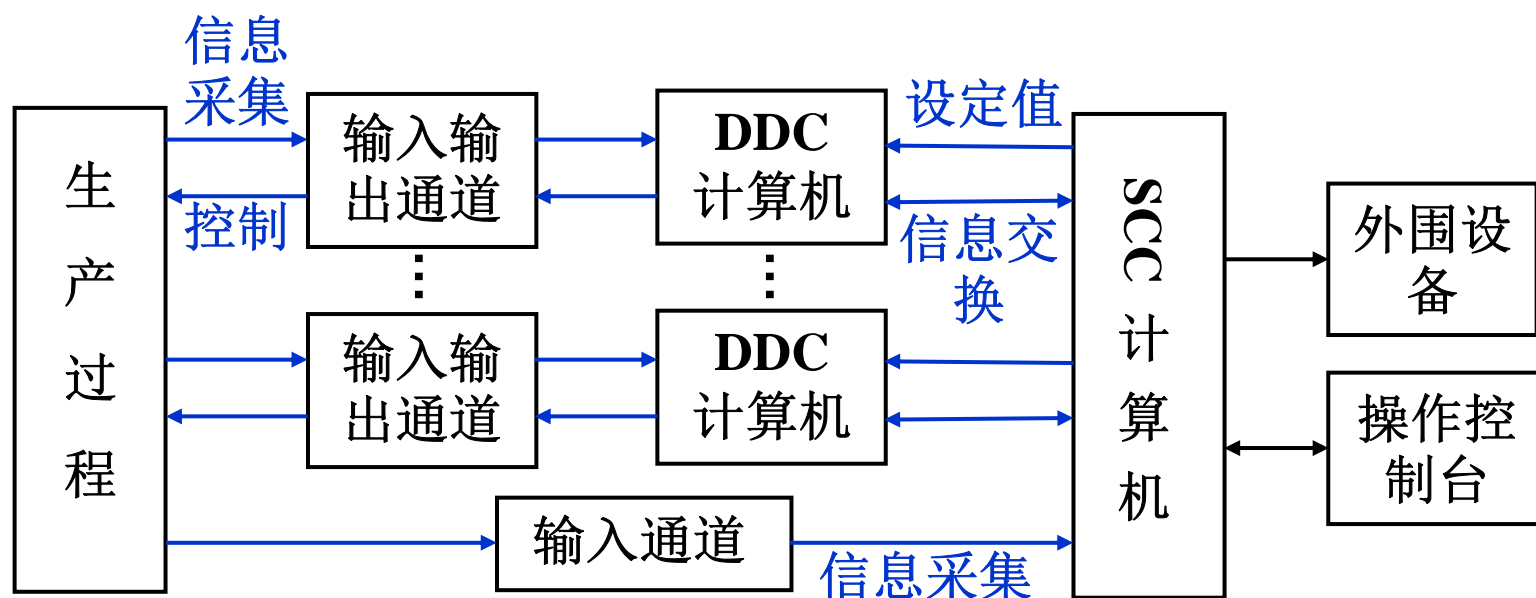 信息
采集
生
产
过
程
控制
输入输
出通道
DDC
计算机
设定值
信息交
换
SCC
计
算
机
外围设
备
输入输
出通道
DDC
计算机
操作控
制台
输入通道
信息采集